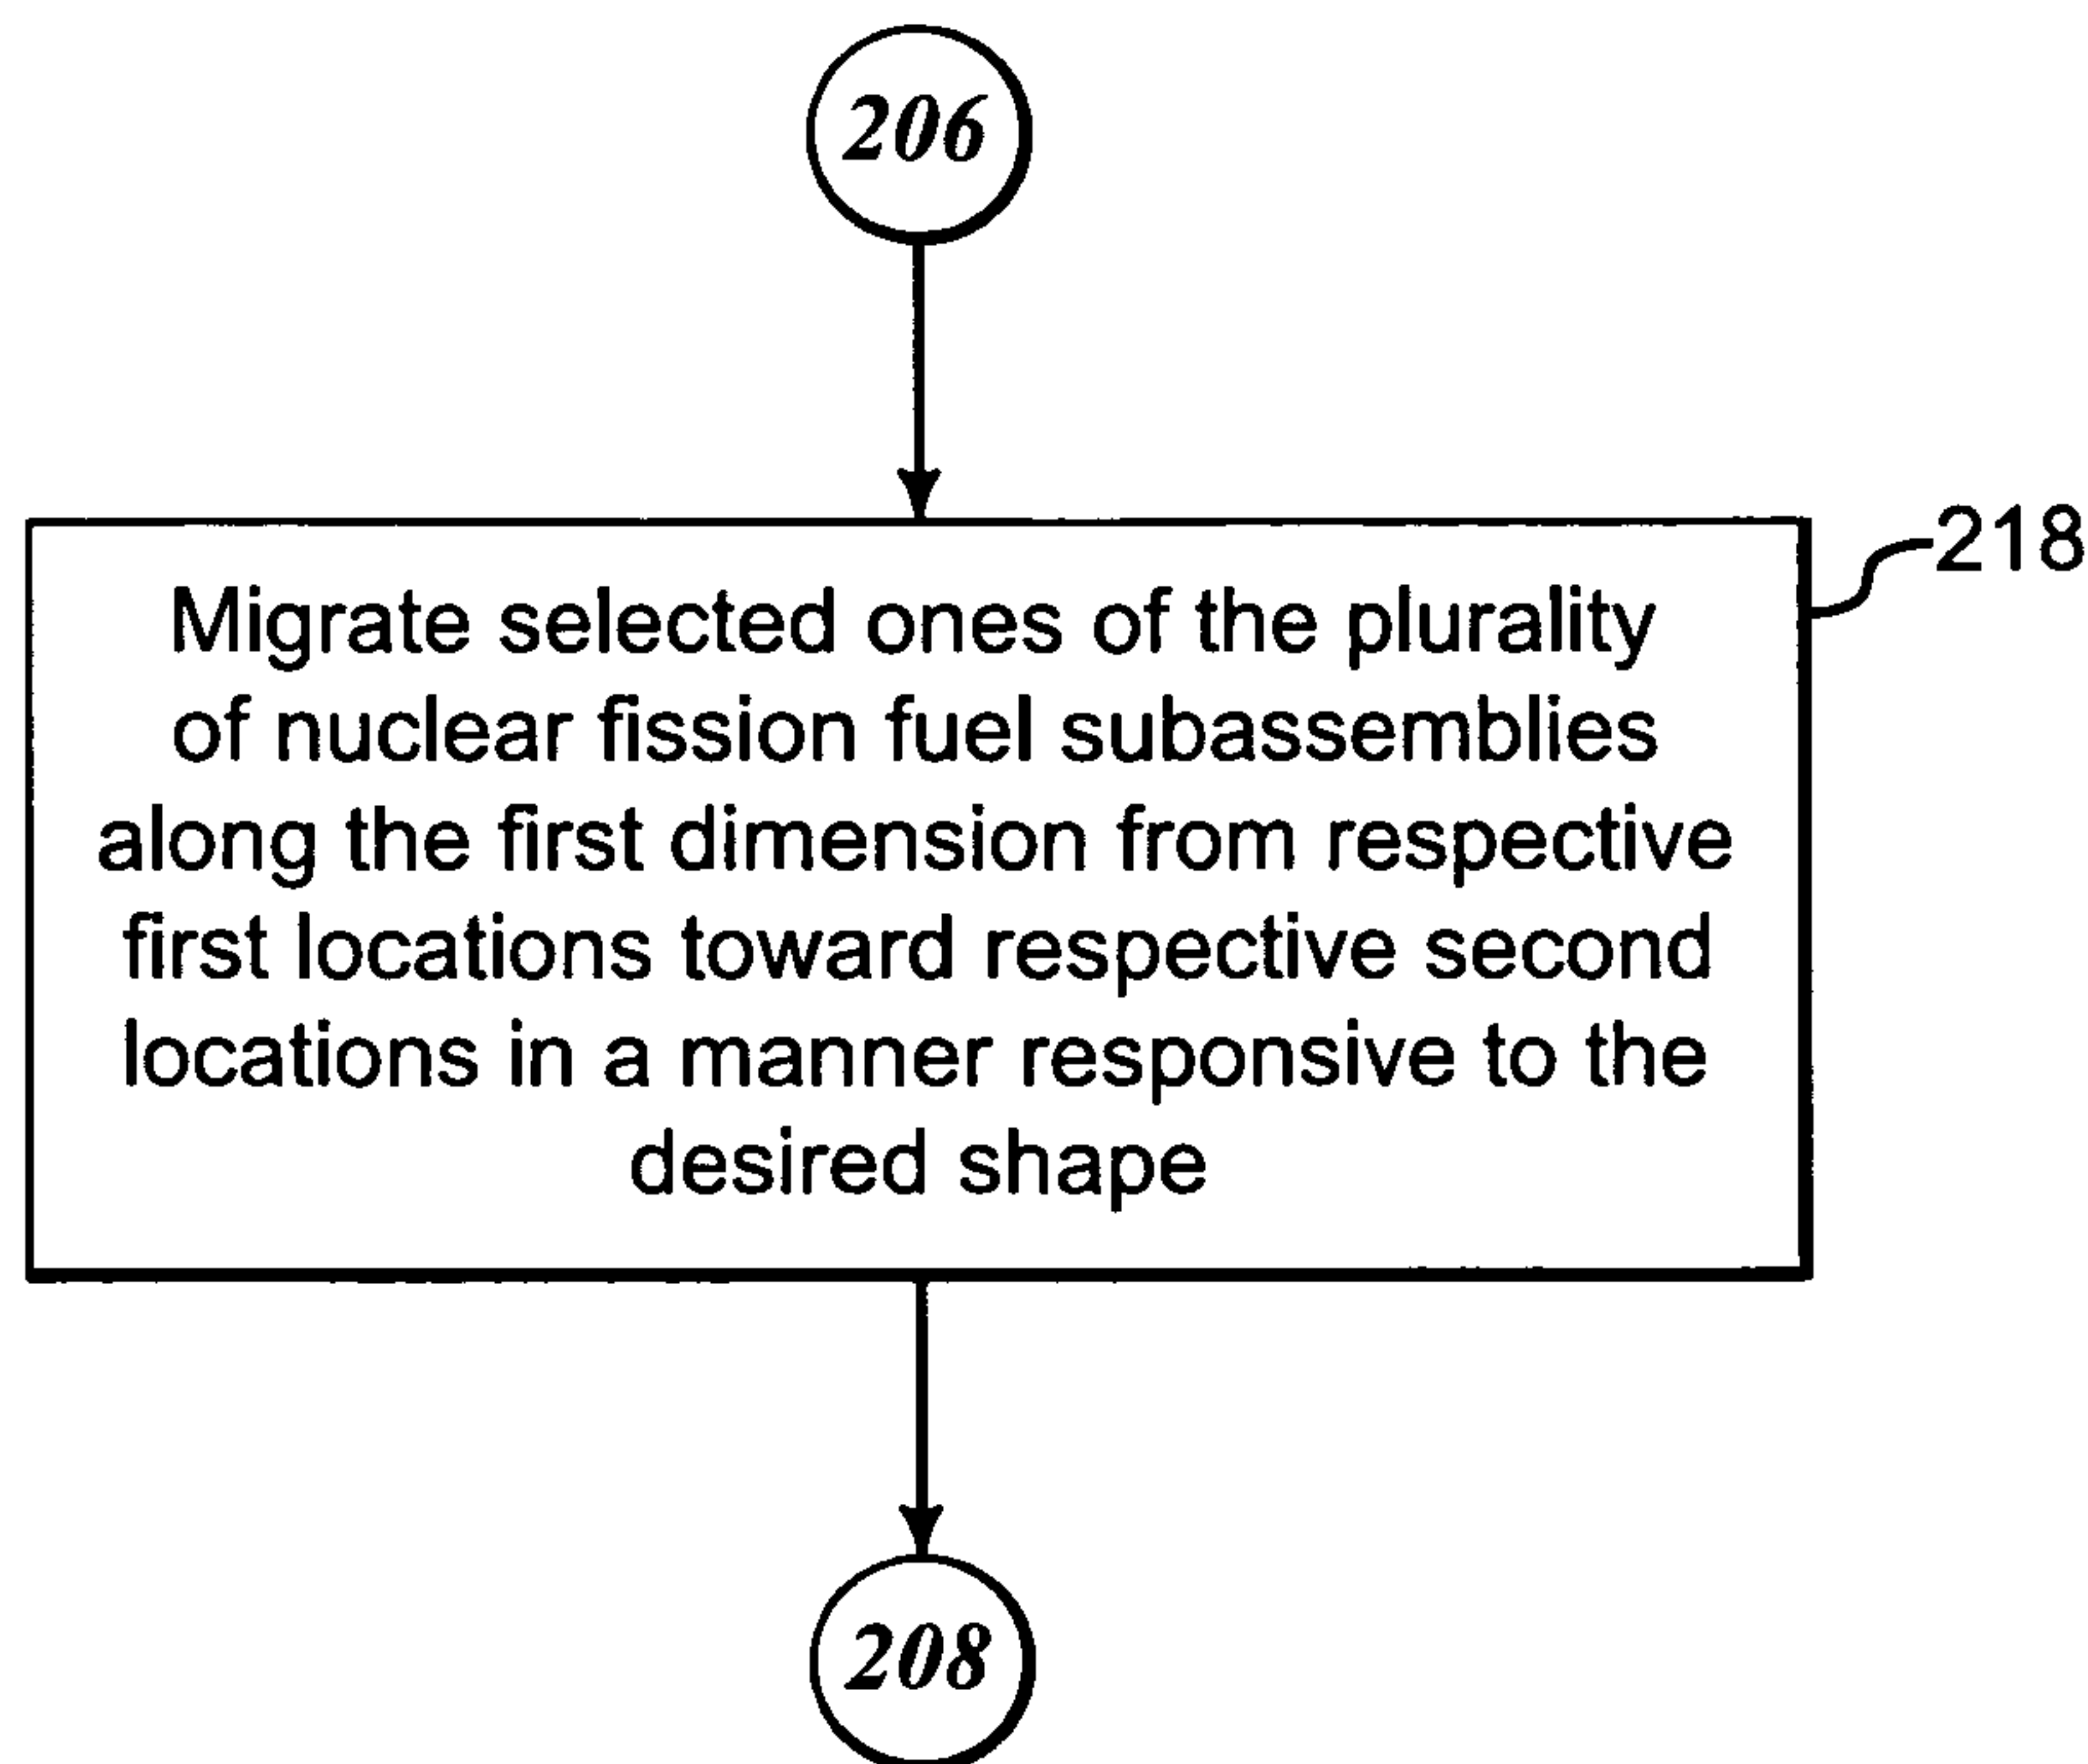 206
218
Migrate selected ones of the plurality
of nuclear fission fuel subassemblies
along the first dimension from respective
first locations toward respective second
locations in a manner responsive to the
desired shape
208